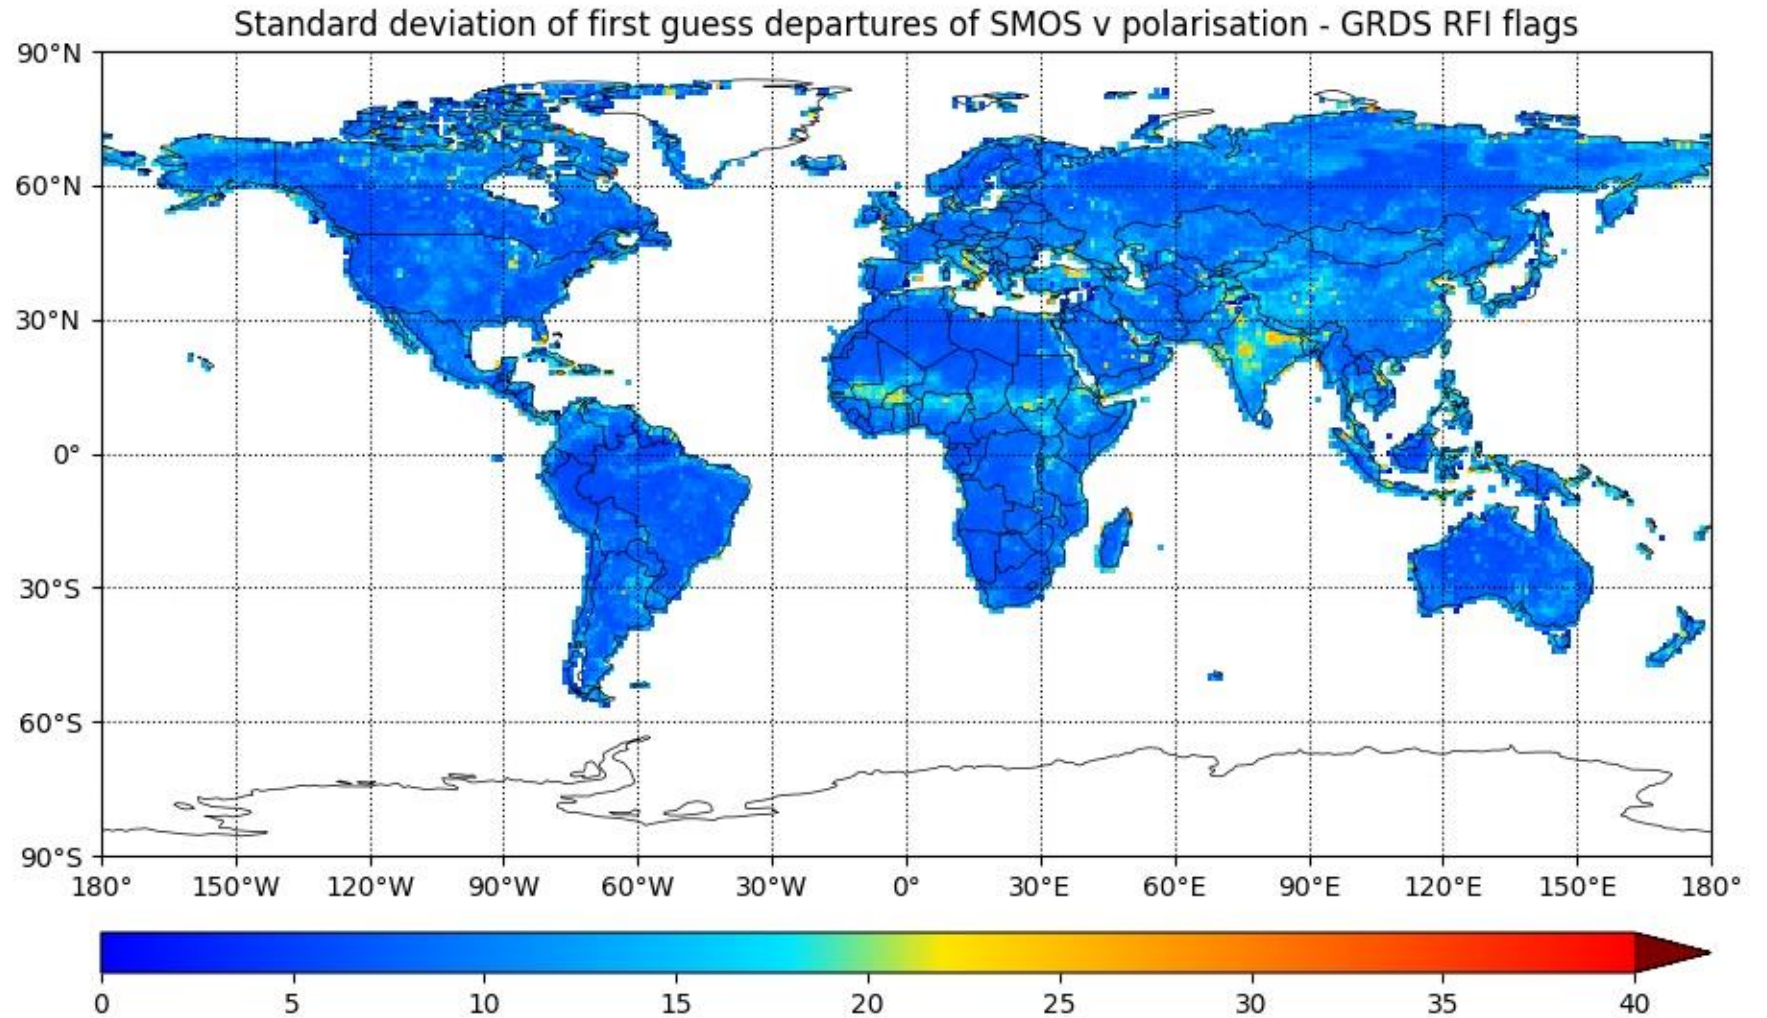 Standard deviation of first guess departures of SMOS v polarisation - GRDS RFI flags
90°N
60°N
30°N
0°
30°S
60°S
90°S
180° 150°W 120°W 90°W 60°W 30°W 0° 30°E 60°E 90°E 120°E 150°E 180°
0 5 10 15 20 25 30 35 40